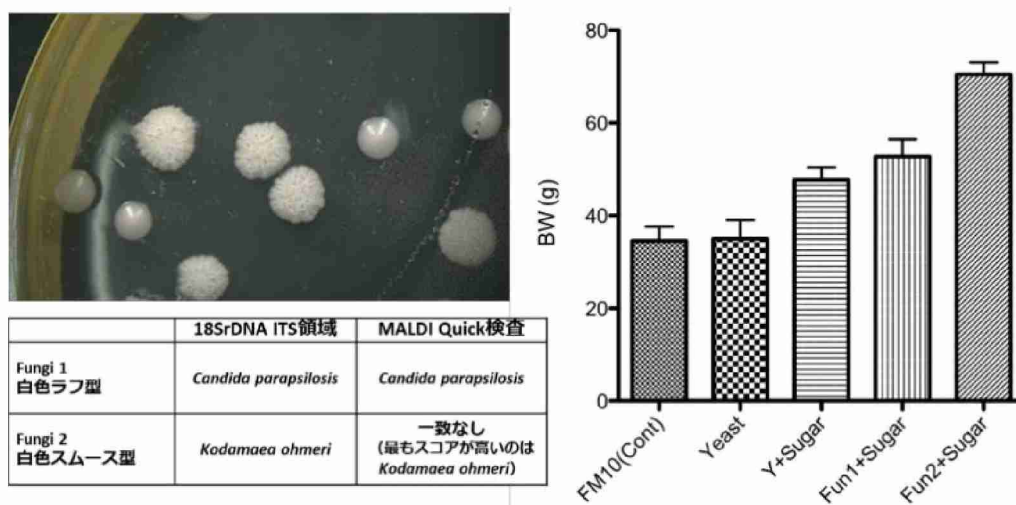 18SrDNA ITS領域 MALDI Quick検査
Fungi 1
白色ラフ型
Candida parapsilosis Candida parapsilosis
Fungi 2
白色スムース型
Kodamaea ohmeri
一致なし
(最もスコアが高いのは
Kodamaea ohmeri)
80
60
40
20
0
BW (g)
FM10(Cont)
Yeast
Y+Sugar
Fun1+Sugar
Fun2+Sugar